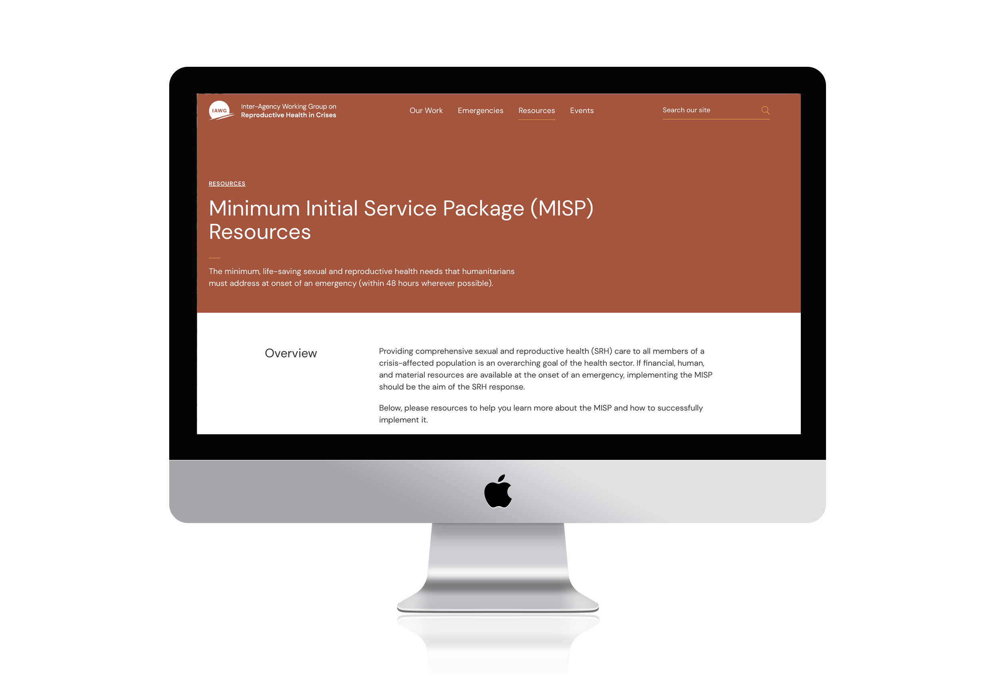 IAWG
Inter-Agency Working Group on
Reproductive Health in Crises
Our Work Emergencies Resources Events
Search our site
RESOURCES
Minimum Initial Service Package (MISP)
Resources
The minimum, life-saving sexual and reproductive health needs that humanitarians
must address at onset of an emergency (within 48 hours wherever possible).
Overview
Providing comprehensive sexual and reproductive health (SRH) care to all members of a
crisis-affected population is an overarching goal of the health sector. If financial, human,
and material resources are available at the onset of an emergency, implementing the MISP
should be the aim of the SRH response.
Below, please resources to help you learn more about the MISP and how to successfully
implement it.